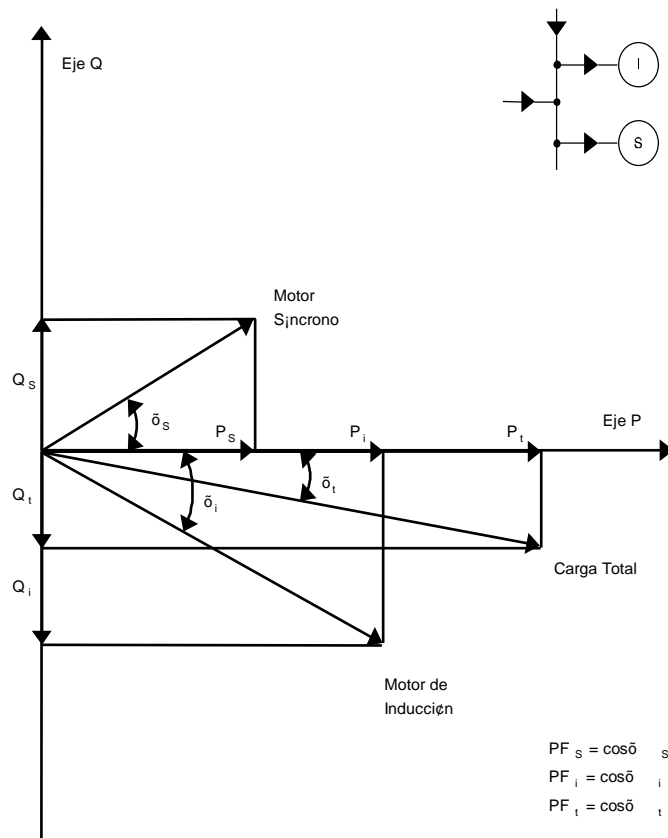 Eje Q
I
S
Motor
S¡ncrono
Q S
õ S
P S
P i
P t
Eje P
Q t
õ i
õ t
Q i
Carga Total
Motor de
Inducci¢n
PF S = cosõ S
PF i = cosõ i
PF t = cosõ t